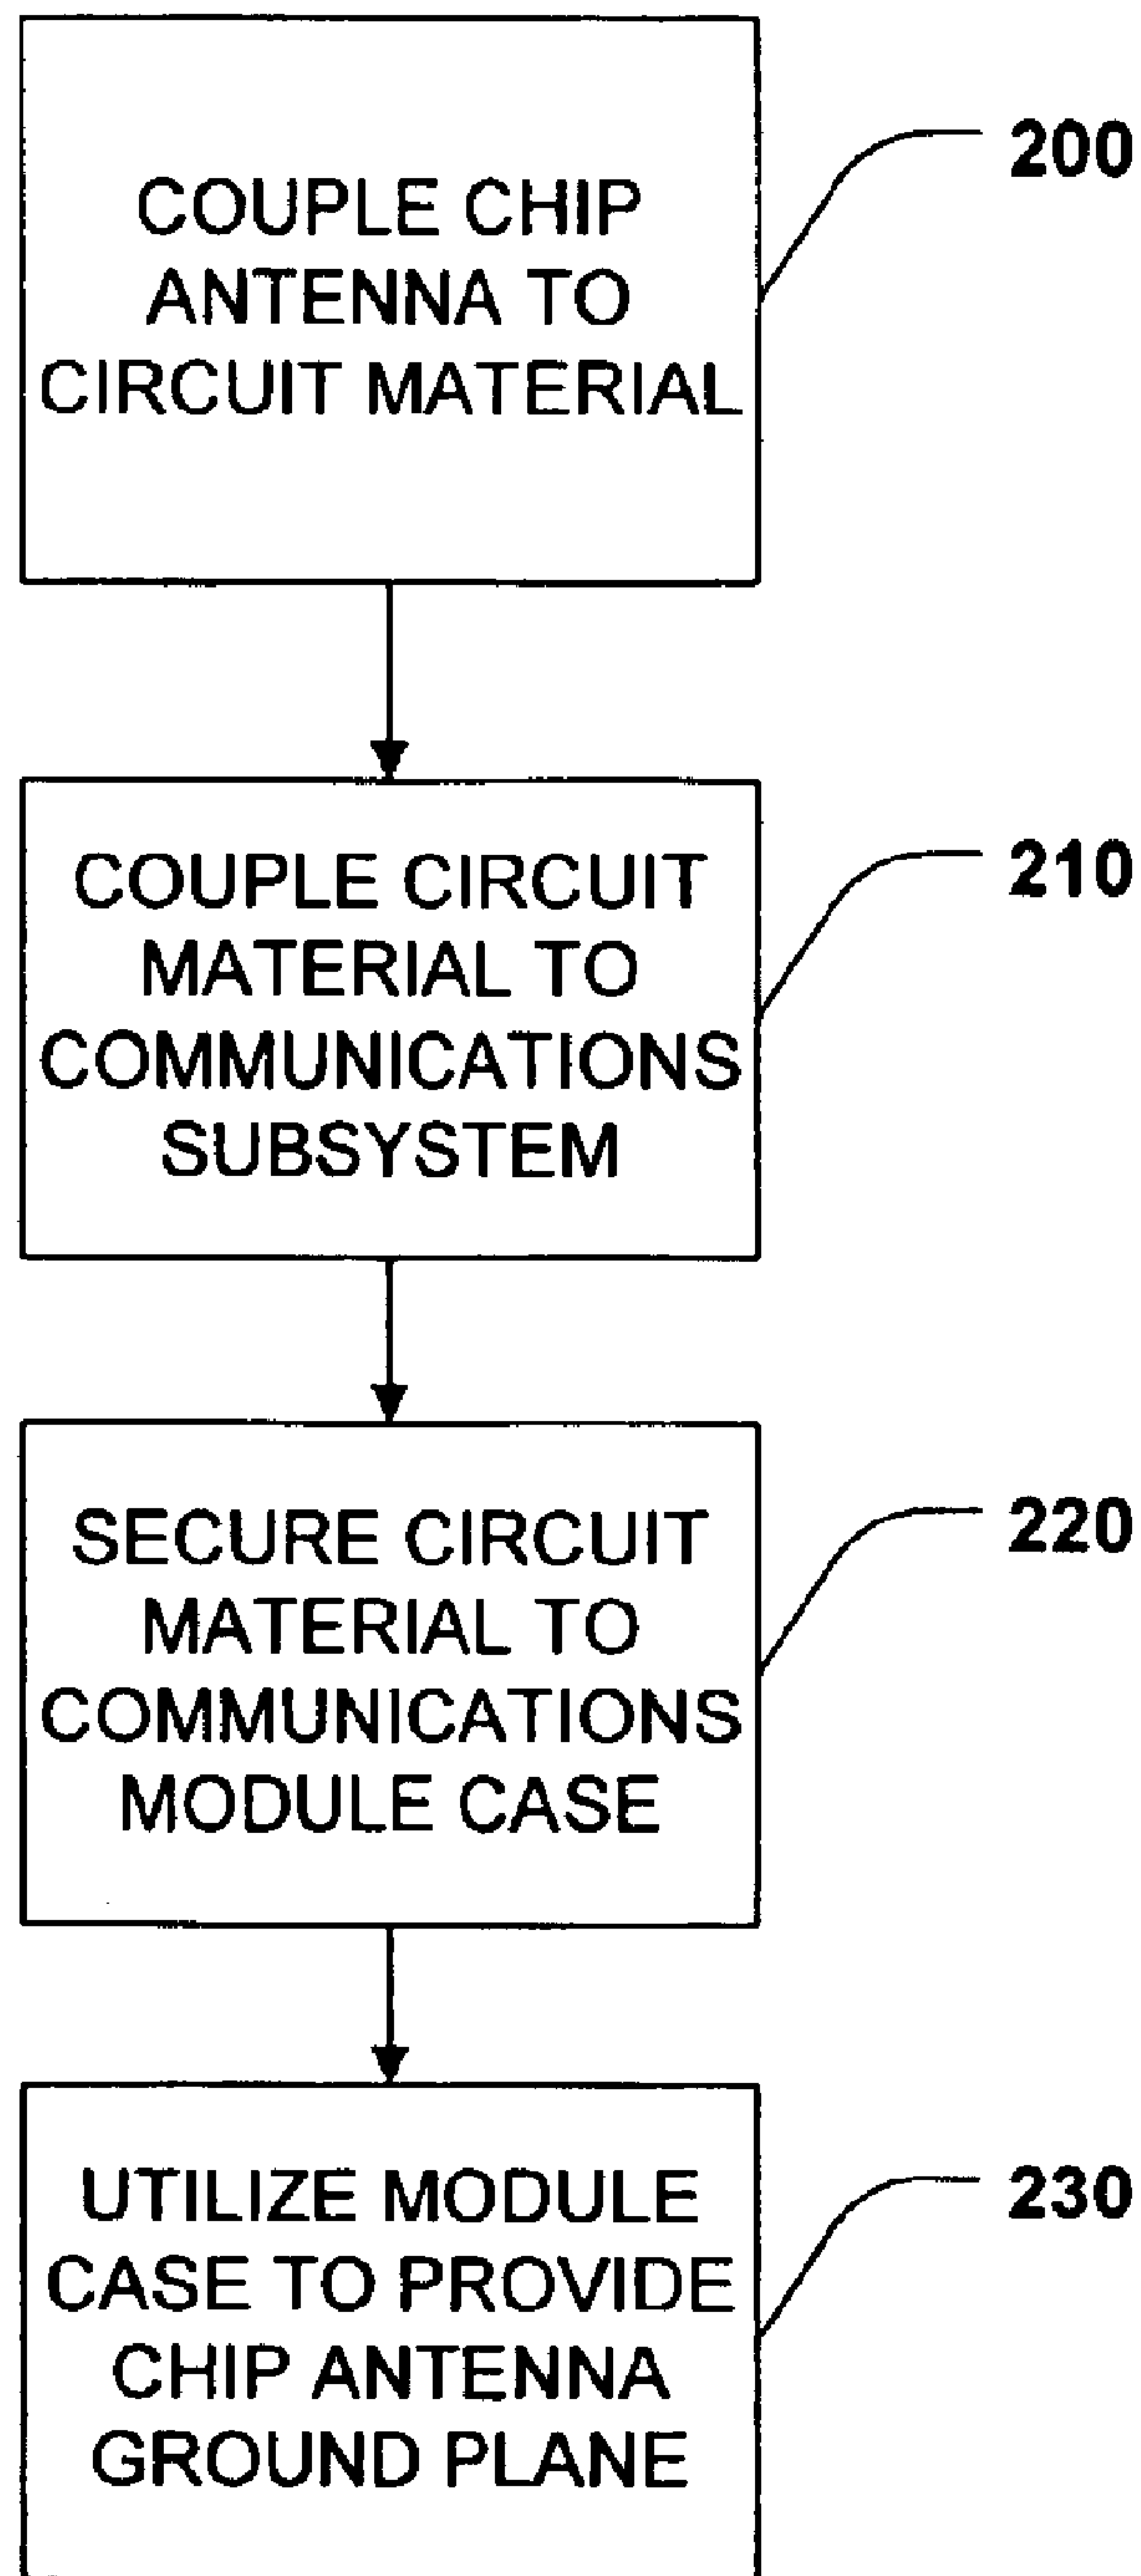 COUPLE CHIP
ANTENNA TO
CIRCUIT MATERIAL
200
COUPLE CIRCUIT
MATERIAL TO
COMMUNICATIONS
SUBSYSTEM
210
SECURE CIRCUIT
MATERIAL TO
COMMUNICATIONS
MODULE CASE
220
UTILIZE MODULE
CASE TO PROVIDE
CHIP ANTENNA
GROUND PLANE
230